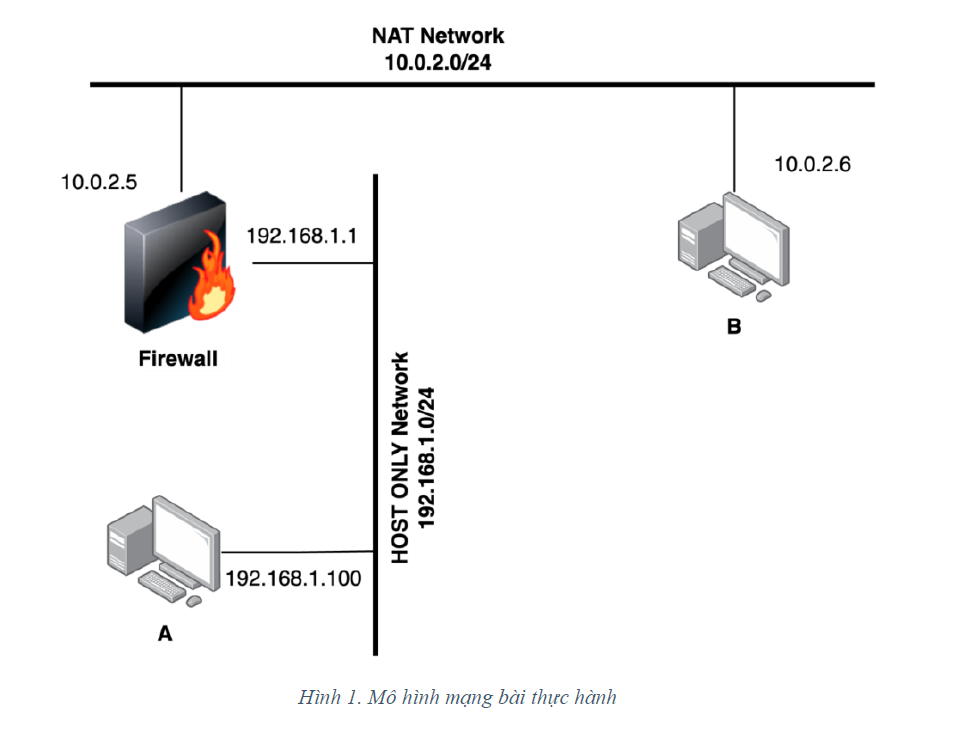 NAT Network
10.0.2.0/24
10.0.2.5
10.0.2.6
192.168.1.1
Firewall
B
HOST ONLY Network
192.168.1.0/24
192.168.1.100
A
Hình 1. Mô hình mạng bài thực hành